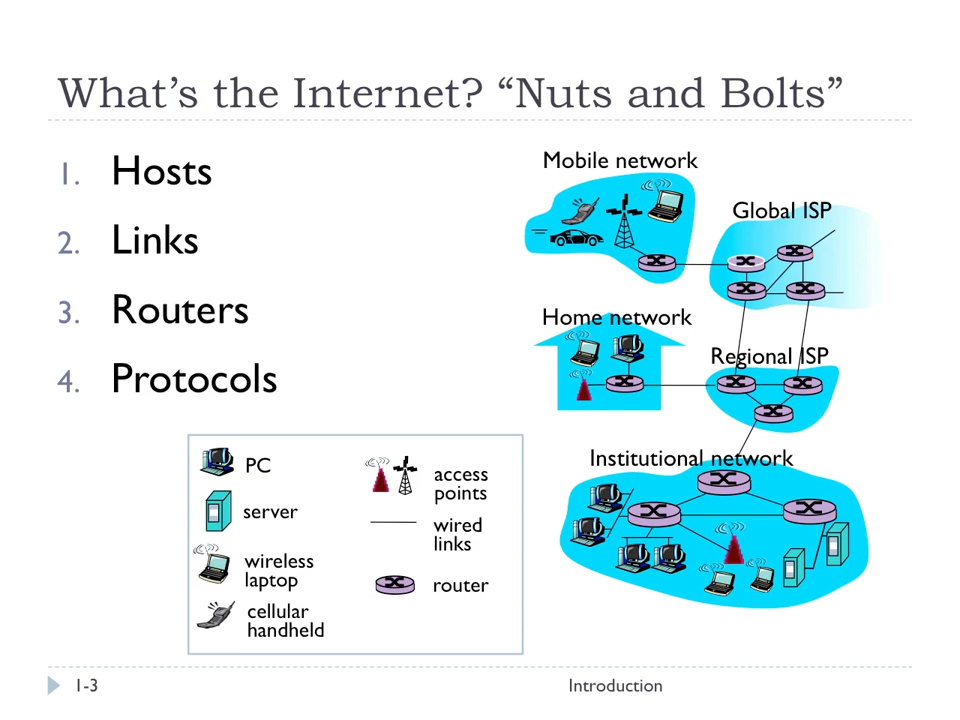 What’s the Internet? “Nuts and Bolts”
1. Hosts
2. Links
3. Routers
4. Protocols
Mobile network
Global ISP
Home network
Regional ISP
Institutional network
PC
server
wireless
laptop
cellular
handheld
access
points
wired
links
router
1-3
Introduction